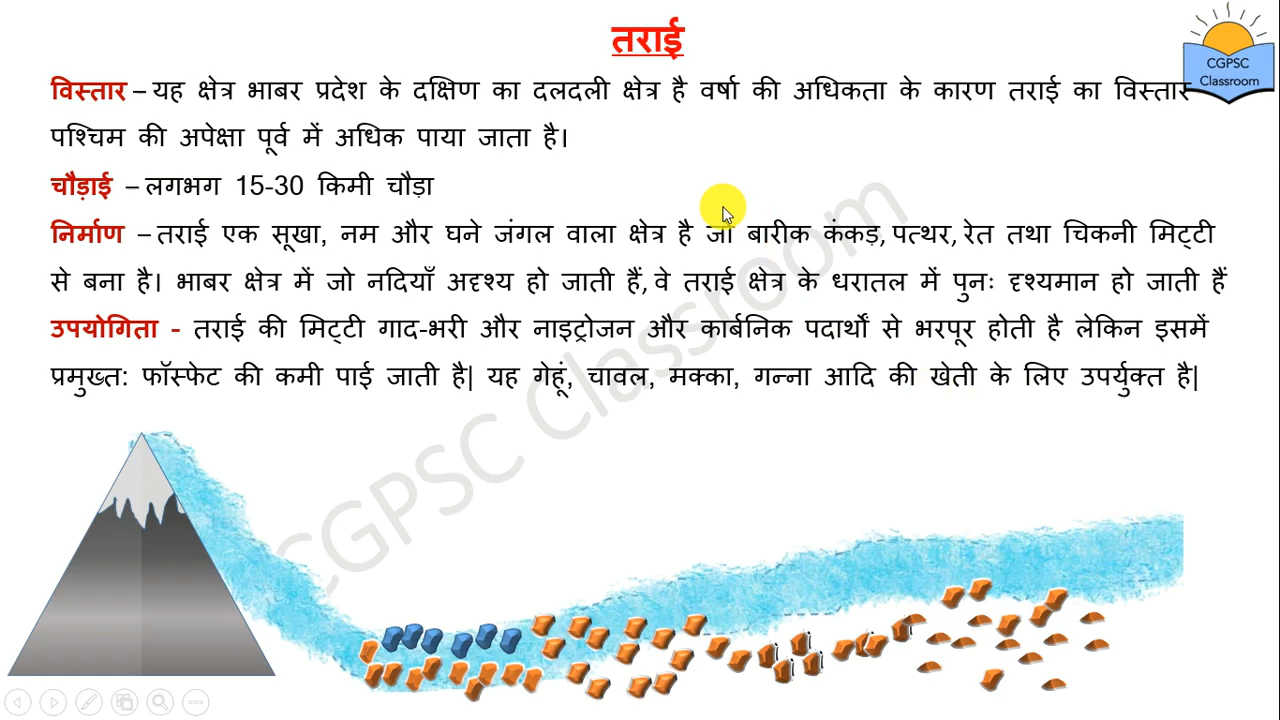 तराई
CGPSC
Classroom
विस्तार – यह क्षेत्र भाबर प्रदेश के दक्षिण का दलदली क्षेत्र है वर्षा की अधिकता के कारण तराई का विस्तार
पश्चिम की अपेक्षा पूर्व में अधिक पाया जाता है।
चौड़ाई – लगभग 15-30 किमी चौड़ा
निर्माण – तराई एक सूखा, नम और घने जंगल वाला क्षेत्र है जो बारीक कंकड़, पत्थर, रेत तथा चिकनी मिट्टी
से बना है। भाबर क्षेत्र में जो नदियाँ अदृश्य हो जाती हैं, वे तराई क्षेत्र के धरातल में पुनः दृश्यमान हो जाती हैं
उपयोगिता - तराई की मिट्टी गाद-भरी और नाइट्रोजन और कार्बनिक पदार्थों से भरपूर होती है लेकिन इसमें
प्रमुख्त: फॉस्फेट की कमी पाई जाती है| यह गेहूं, चावल, मक्का, गन्ना आदि की खेती के लिए उपर्युक्त है|
CGPSC Classroom